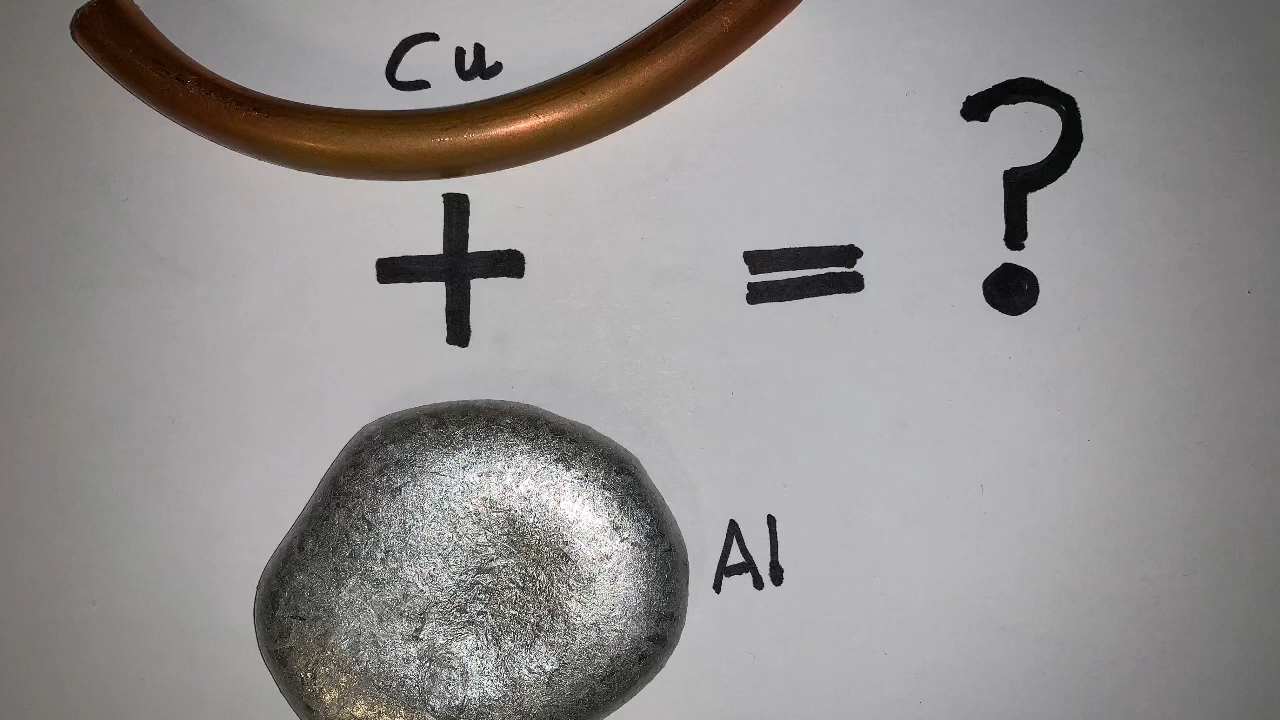 Cu
+ = ?
Al